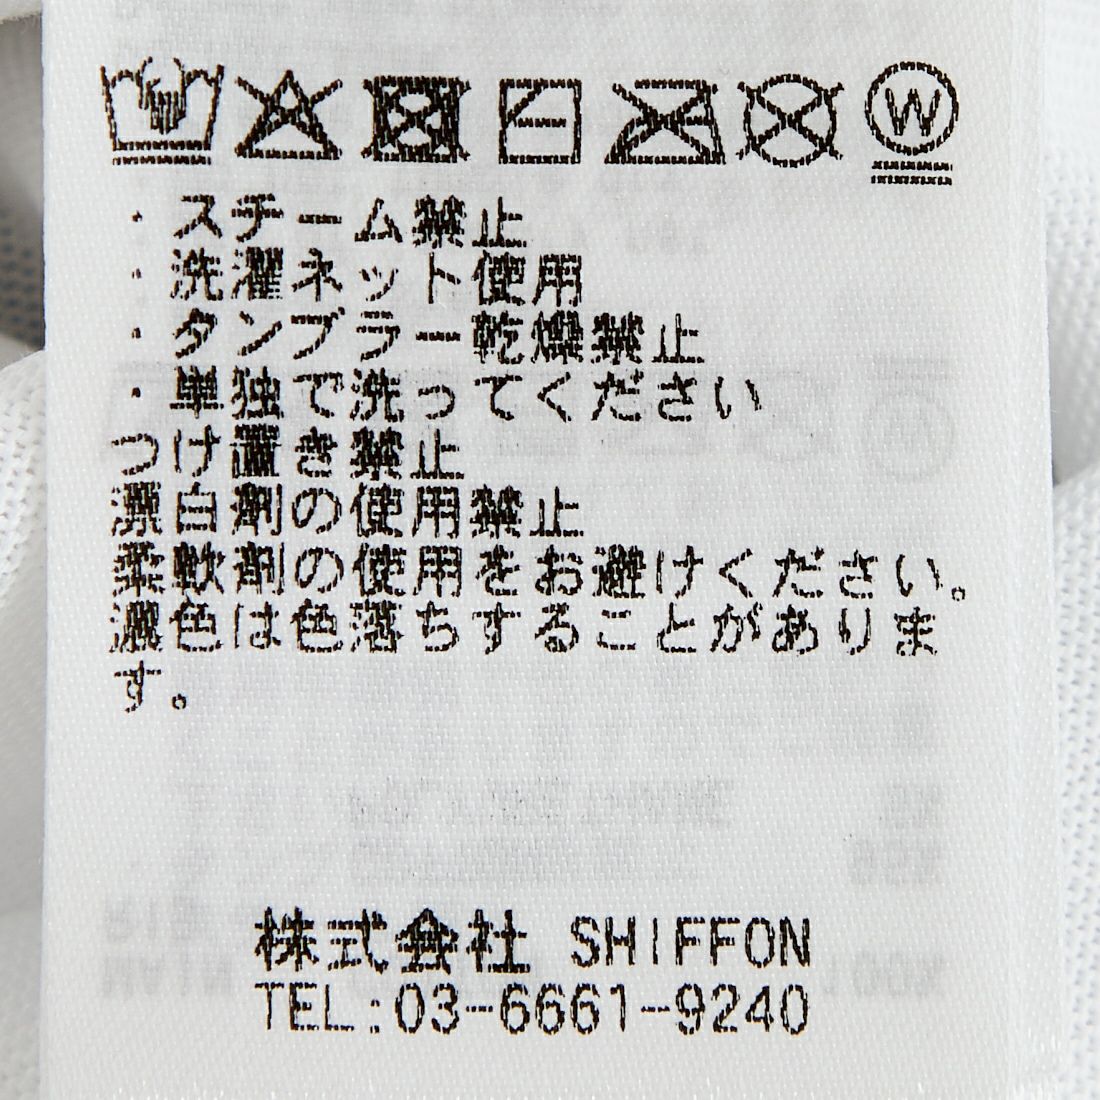 W
・スチーム禁止
・洗濯ネット使用
・タンブラー乾燥禁止
・単独で洗ってください
つけ置き禁止
漂白剤の使用禁止
柔軟剤の使用をお避けください。
濃色は色落ちすることがありま
す。
株式会社 SHIFFON
TEL:03-6661-9240